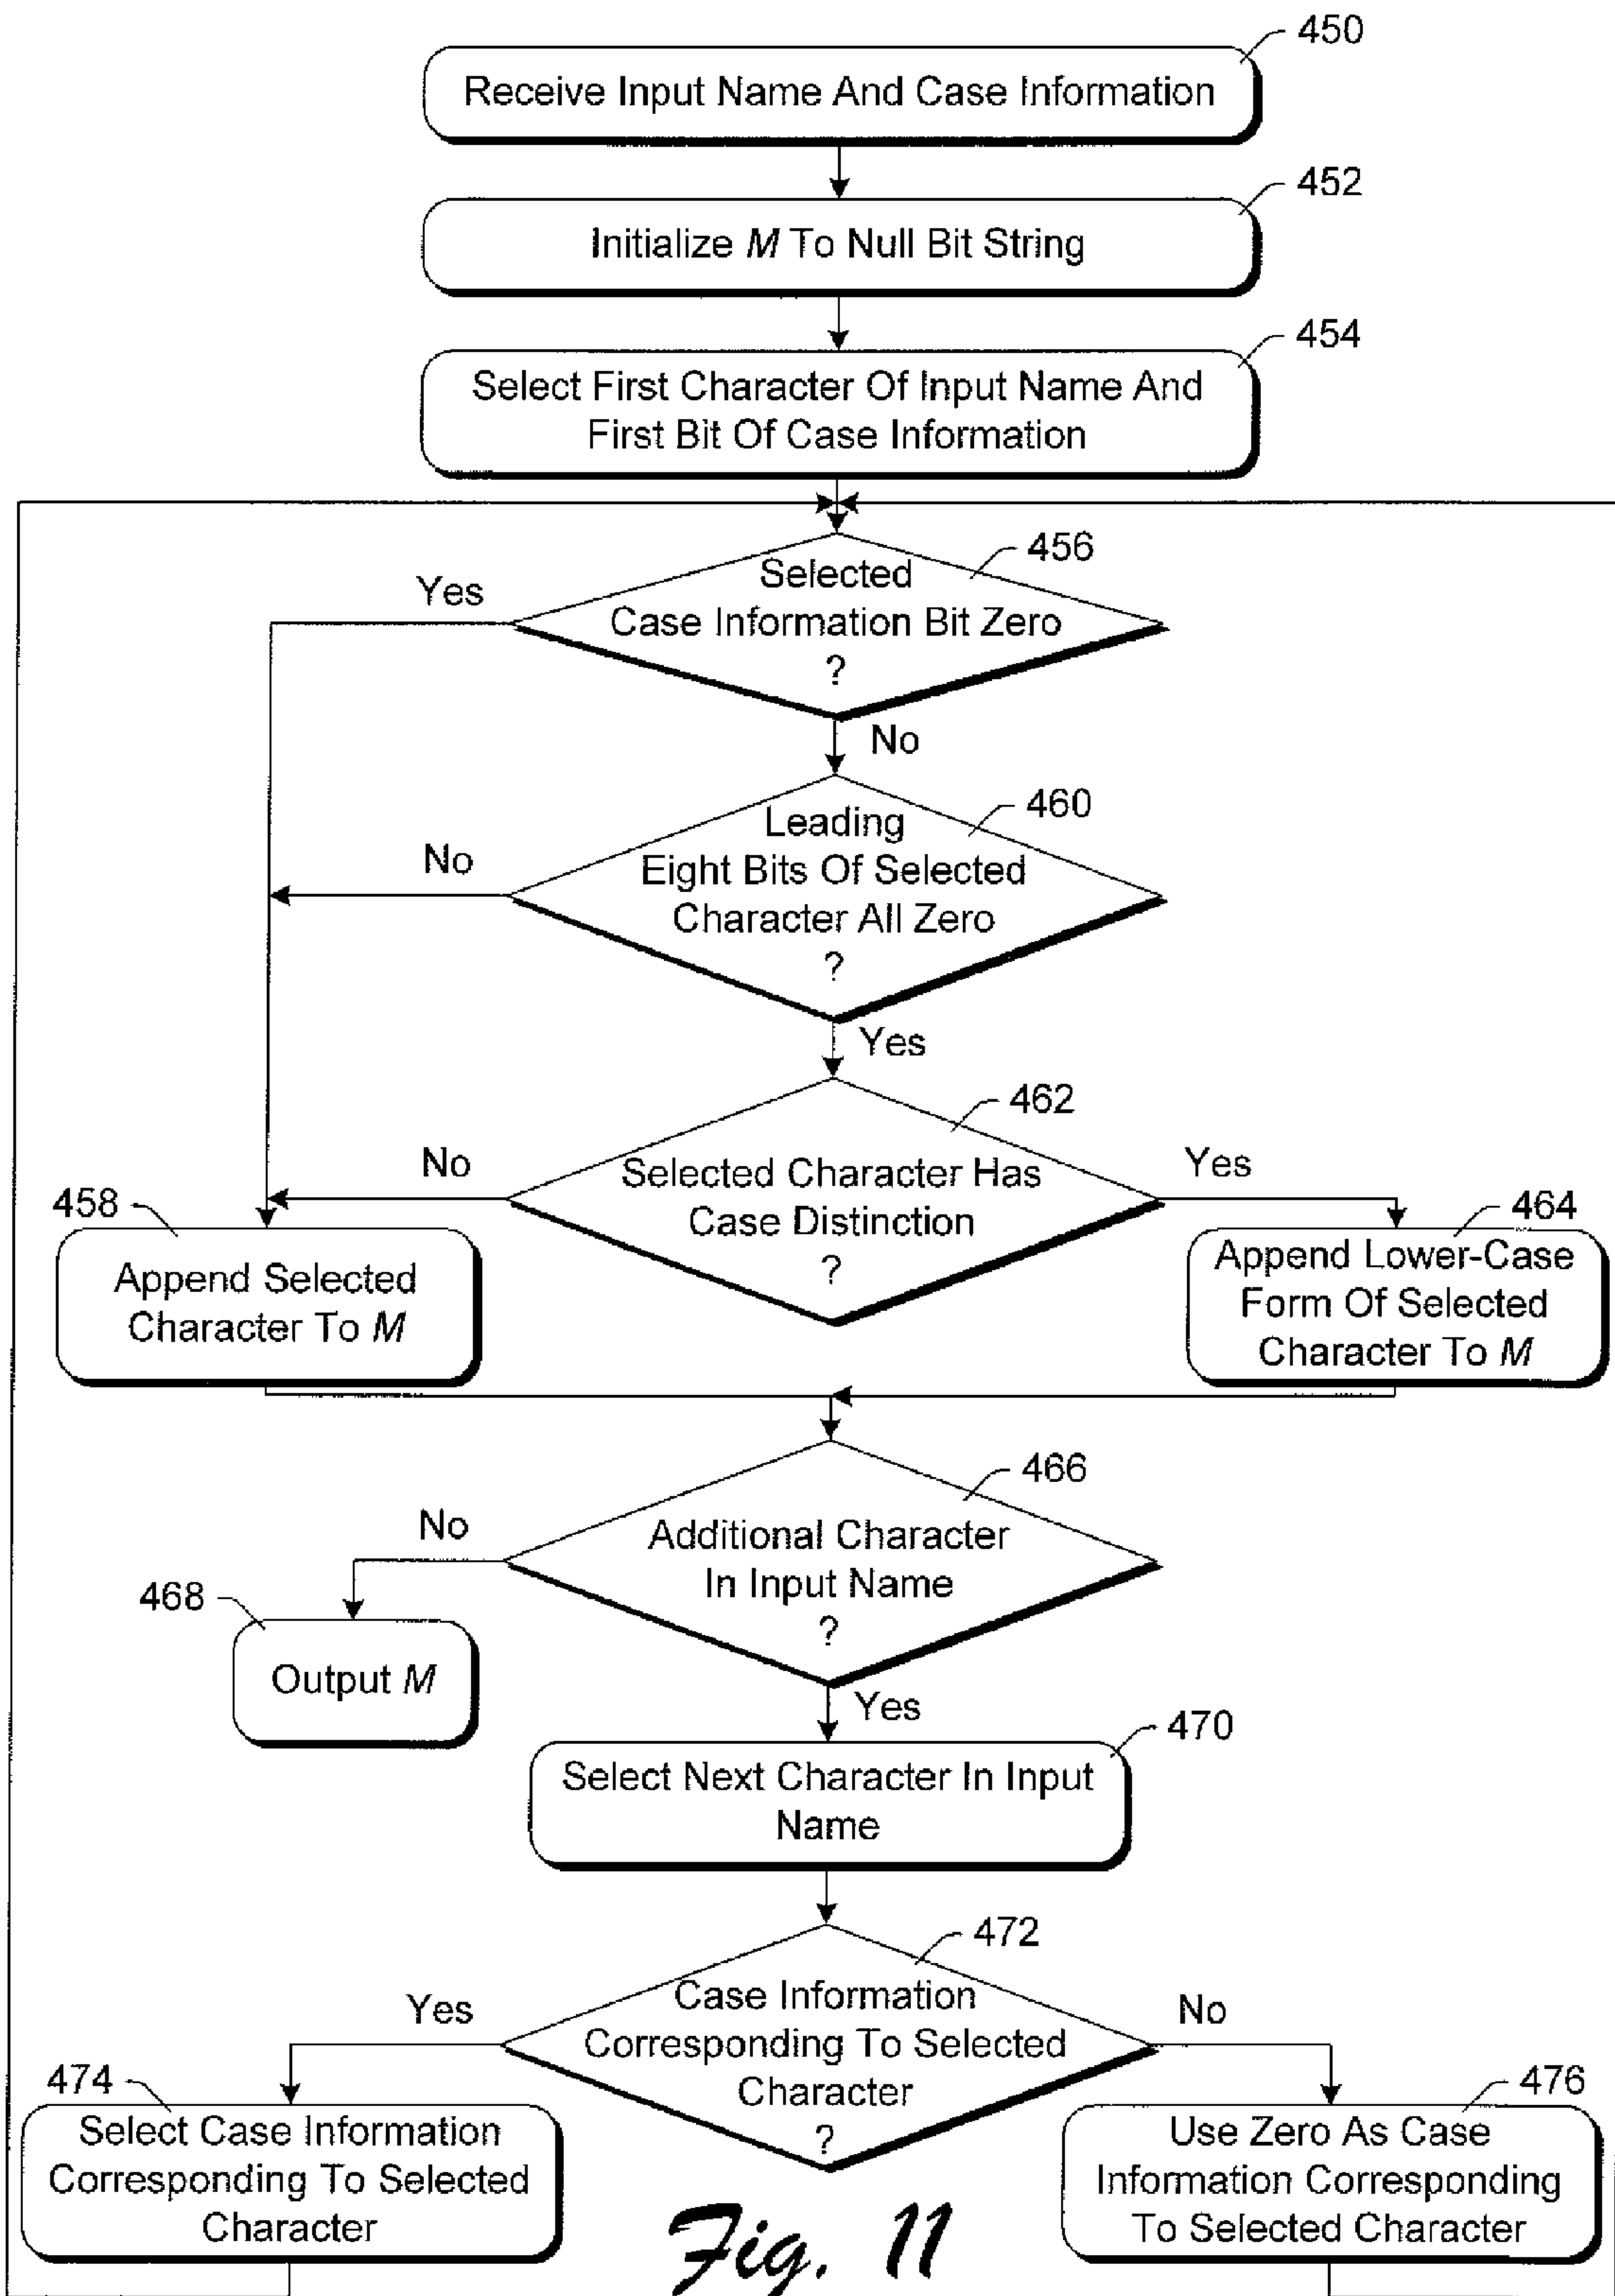 450
Receive Input Name And Case Information
452
Initialize M To Null Bit String
454
Select First Character Of Input Name And
First Bit Of Case Information
456
Selected
Case Information Bit Zero
?
Yes
No
460
Leading
Eight Bits Of Selected
Character All Zero
?
No
Yes
462
Selected Character Has
Case Distinction
?
No
Yes
458
Append Selected
Character To M
464
Append Lower-Case
Form Of Selected
Character To M
466
Additional Character
In Input Name
?
No
468
Output M
Yes
470
Select Next Character In Input
Name
472
Case Information
Corresponding To Selected
Character
?
Yes
No
474
Select Case Information
Corresponding To Selected
Character
476
Use Zero As Case
Information Corresponding
To Selected Character
Fig. 11